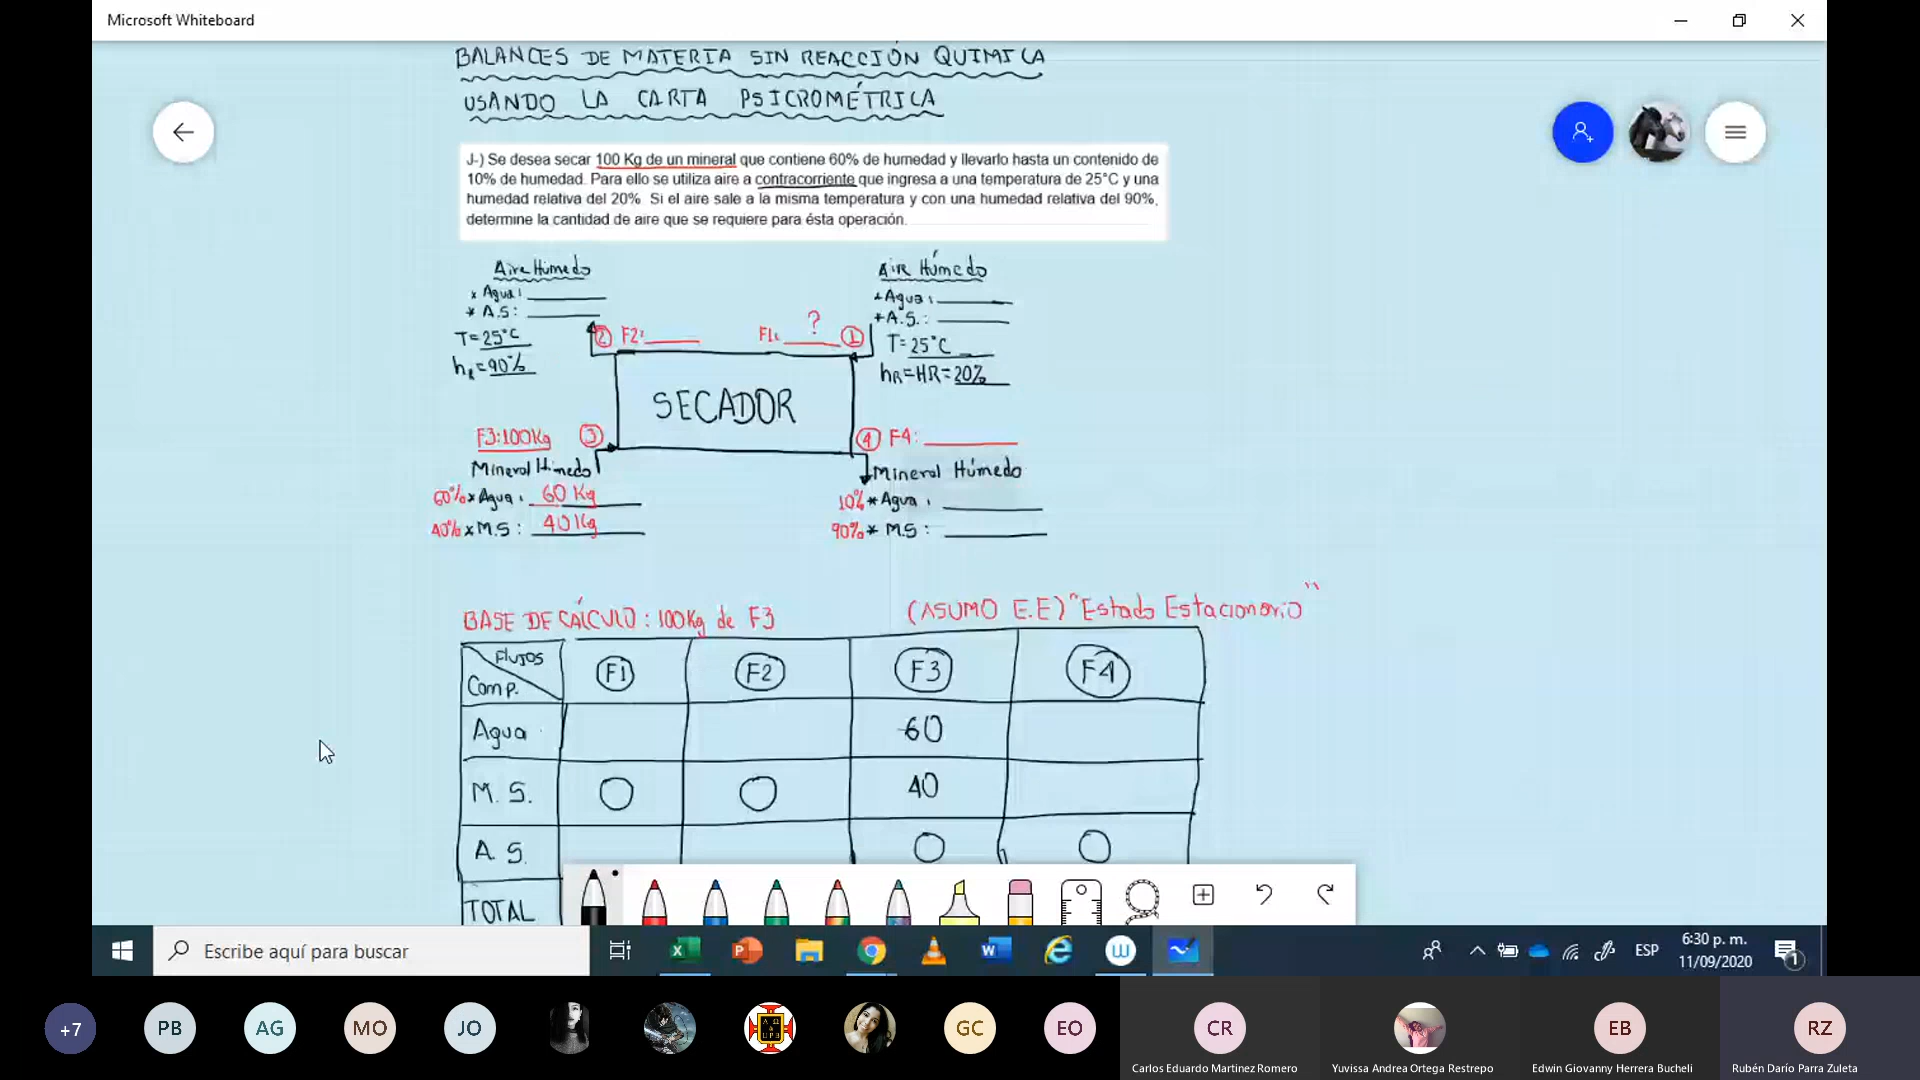 Microsoft Whiteboard
BALANCES DE MATERIA SIN REACCIÓN QUIMICA
USANDO LA CARTA PSICROMÉTRICA
J-) Se desea secar 100 Kg de un mineral que contiene 60% de humedad y llevarlo hasta un contenido de
10% de humedad. Para ello se utiliza aire a contracorriente que ingresa a una temperatura de 25°C y una
humedad relativa del 20% Si el aire sale a la misma temperatura y con una humedad relativa del 90%,
determine la cantidad de aire que se requiere para ésta operación.
Aire Húmedo
* Agua:
* A.S:
T=25°C
hR=90%
② F2:
Aire Húmedo
* Agua:
* A.S.:
T=25°C
hR=HR=20%
F1: ? ①
SECADOR
F3:100Kg ③
Mineral Húmedo
60% * Agua: 60 Kg
40% * M.S: 40 Kg
④ F4:
Mineral Húmedo
10% * Agua:
90% * M.S:
BASE DE CÁLCULO: 100Kg de F3 (ASUMO E.E) "Estado Estacionario"
Flujos
Comp. F1 F2 F3 F4
Agua 60
M.S. 0 0 40
A.S. 0 0
TOTAL
Escribe aquí para buscar
ESP
6:30 p. m.
11/09/2020
1
+7 PB AG MO JO GC EO CR EB RZ
Carlos Eduardo Martinez Romero
Yuvissa Andrea Ortega Restrepo
Edwin Giovanny Herrera Bucheli
Rubén Darío Parra Zuleta